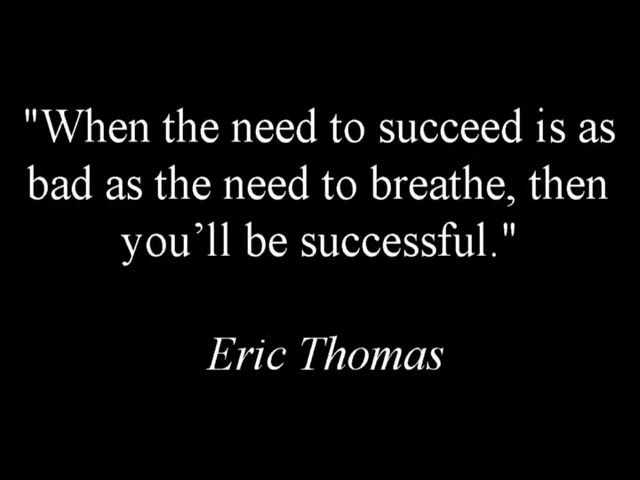 "When the need to succeed is as
bad as the need to breathe, then
you’ll be successful."
Eric Thomas